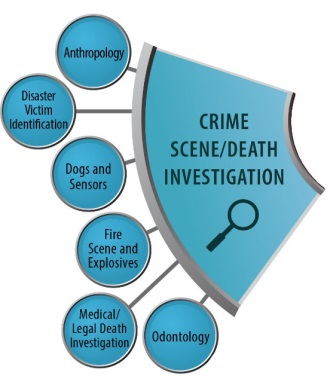 Anthropology
Disaster
Victim
Identification
Dogs and
Sensors
Fire
Scene and
Explosives
Medical/
Legal Death
Investigation
Odontology
CRIME
SCENE/DEATH
INVESTIGATION